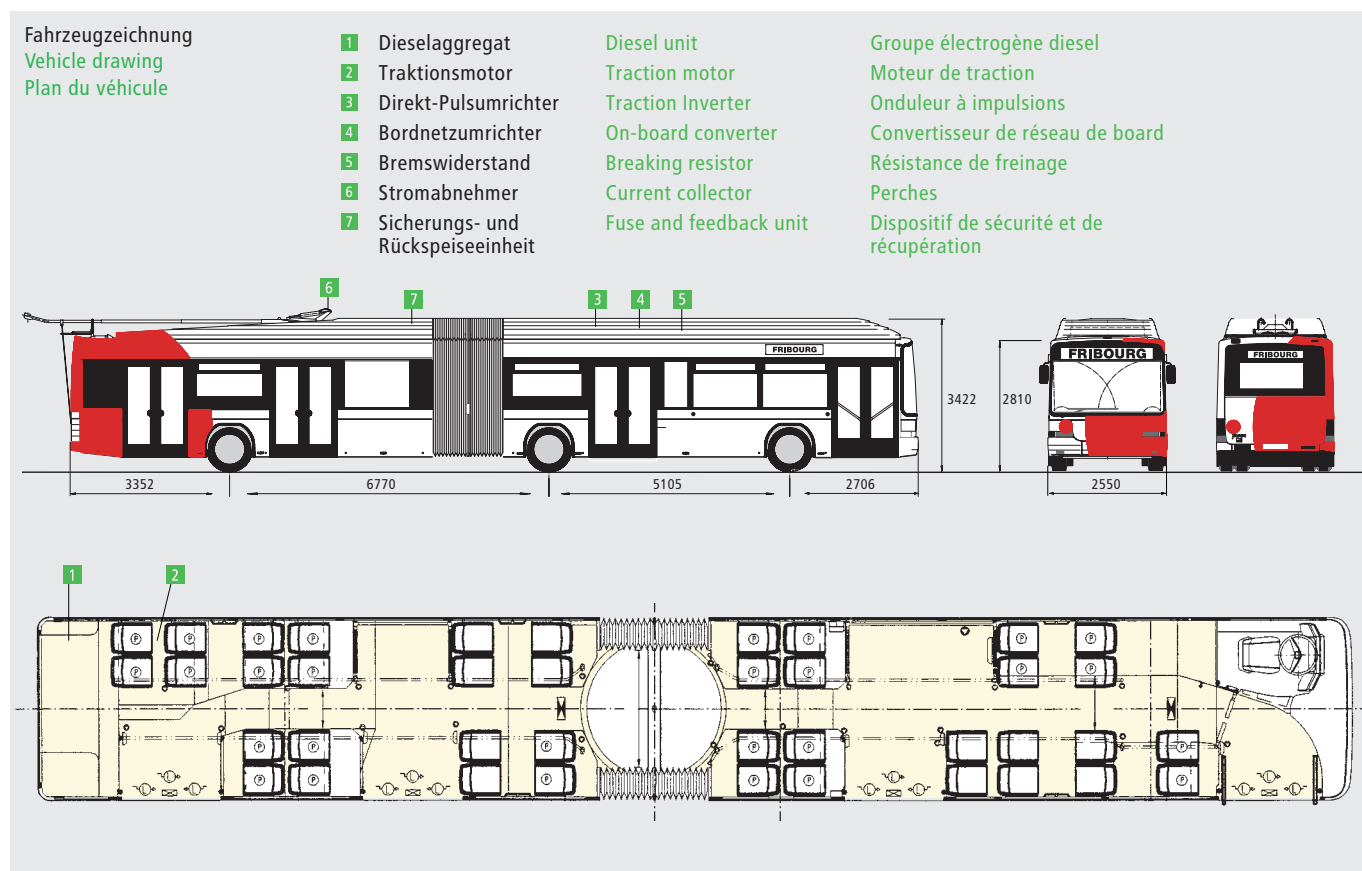 Fahrzeugzeichnung
Vehicle drawing
Plan du véhicule
1 Dieselaggregat Diesel unit Groupe électrogène diesel
2 Traktionsmotor Traction motor Moteur de traction
3 Direkt-Pulsumrichter Traction Inverter Onduleur à impulsions
4 Bordnetzumrichter On-board converter Convertisseur de réseau de board
5 Bremswiderstand Breaking resistor Résistance de freinage
6 Stromabnehmer Current collector Perches
7 Sicherungs- und Fuse and feedback unit Dispositif de sécurité et de
Rückspeiseeinheit récupération
6 7 3 4 5
FRIBOURG
FRIBOURG
FRIBOURG
3422 2810
3352 6770 5105 2706 2550
1 2
P P P P P P P
P P P P P P P
P P P P P P
P P P P P P
L L L L L L L L L L L